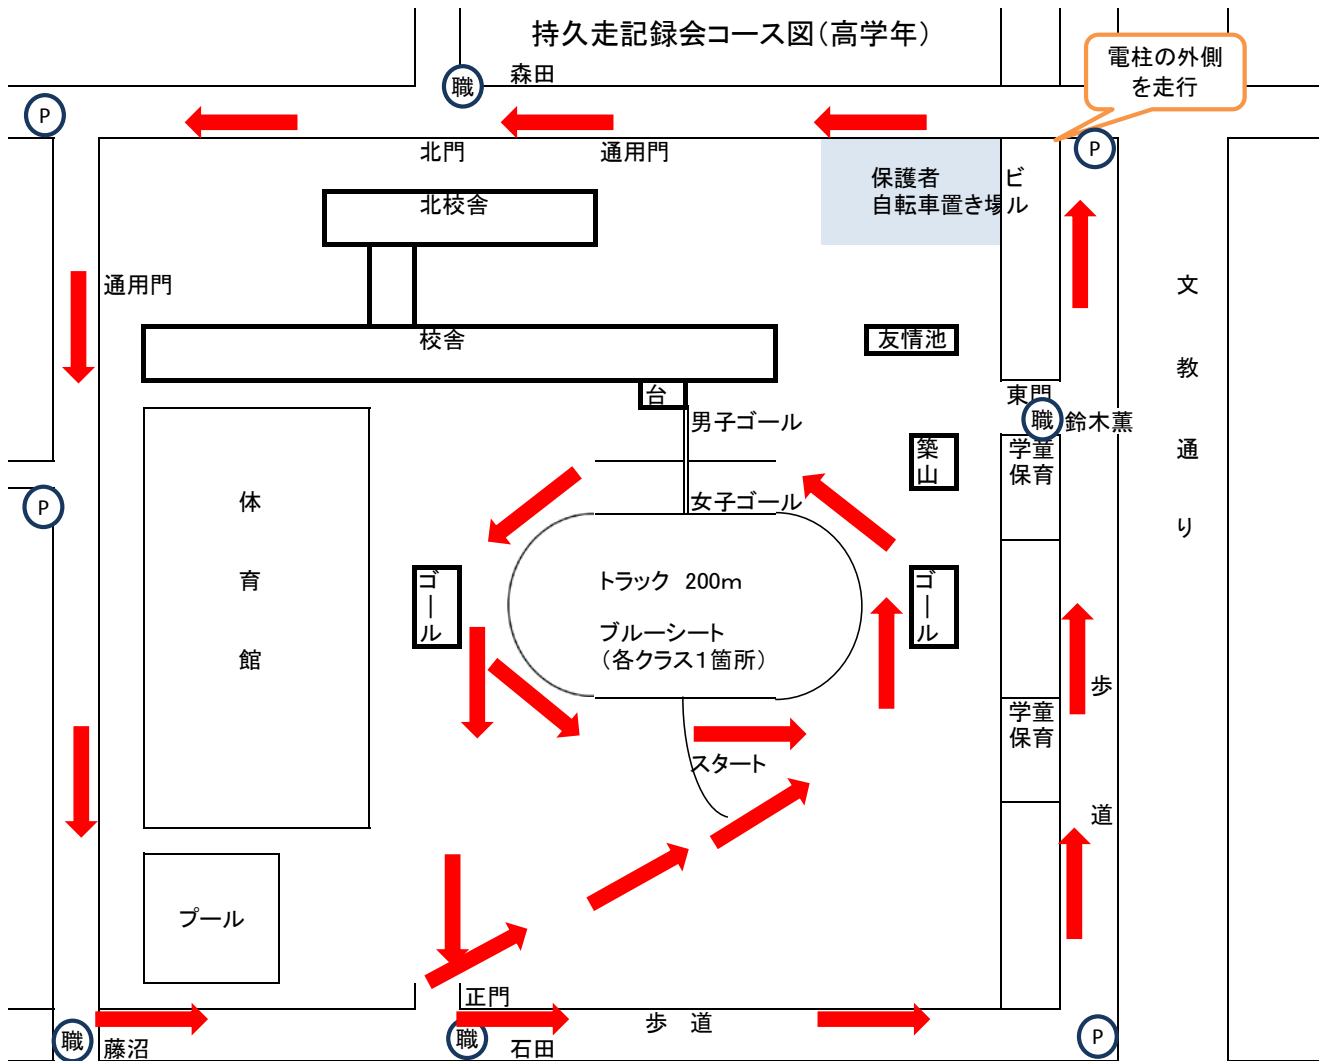 持久走記録会コース図（高学年）
電柱の外側
を走行
職
森田
P
P
北門
通用門
保護者
自転車置き場
ビ
ル
北校舎
通用門
校舎
友情池
文
教
通
り
台
東門
職
鈴木薫
男子ゴール
築
山
学童
保育
女子ゴール
P
体
育
館
ゴール
トラック 200m
ゴール
ブルーシート
（各クラス１箇所）
学童
保育
歩
道
スタート
プール
正門
職
藤沼
職
石田
歩 道
P